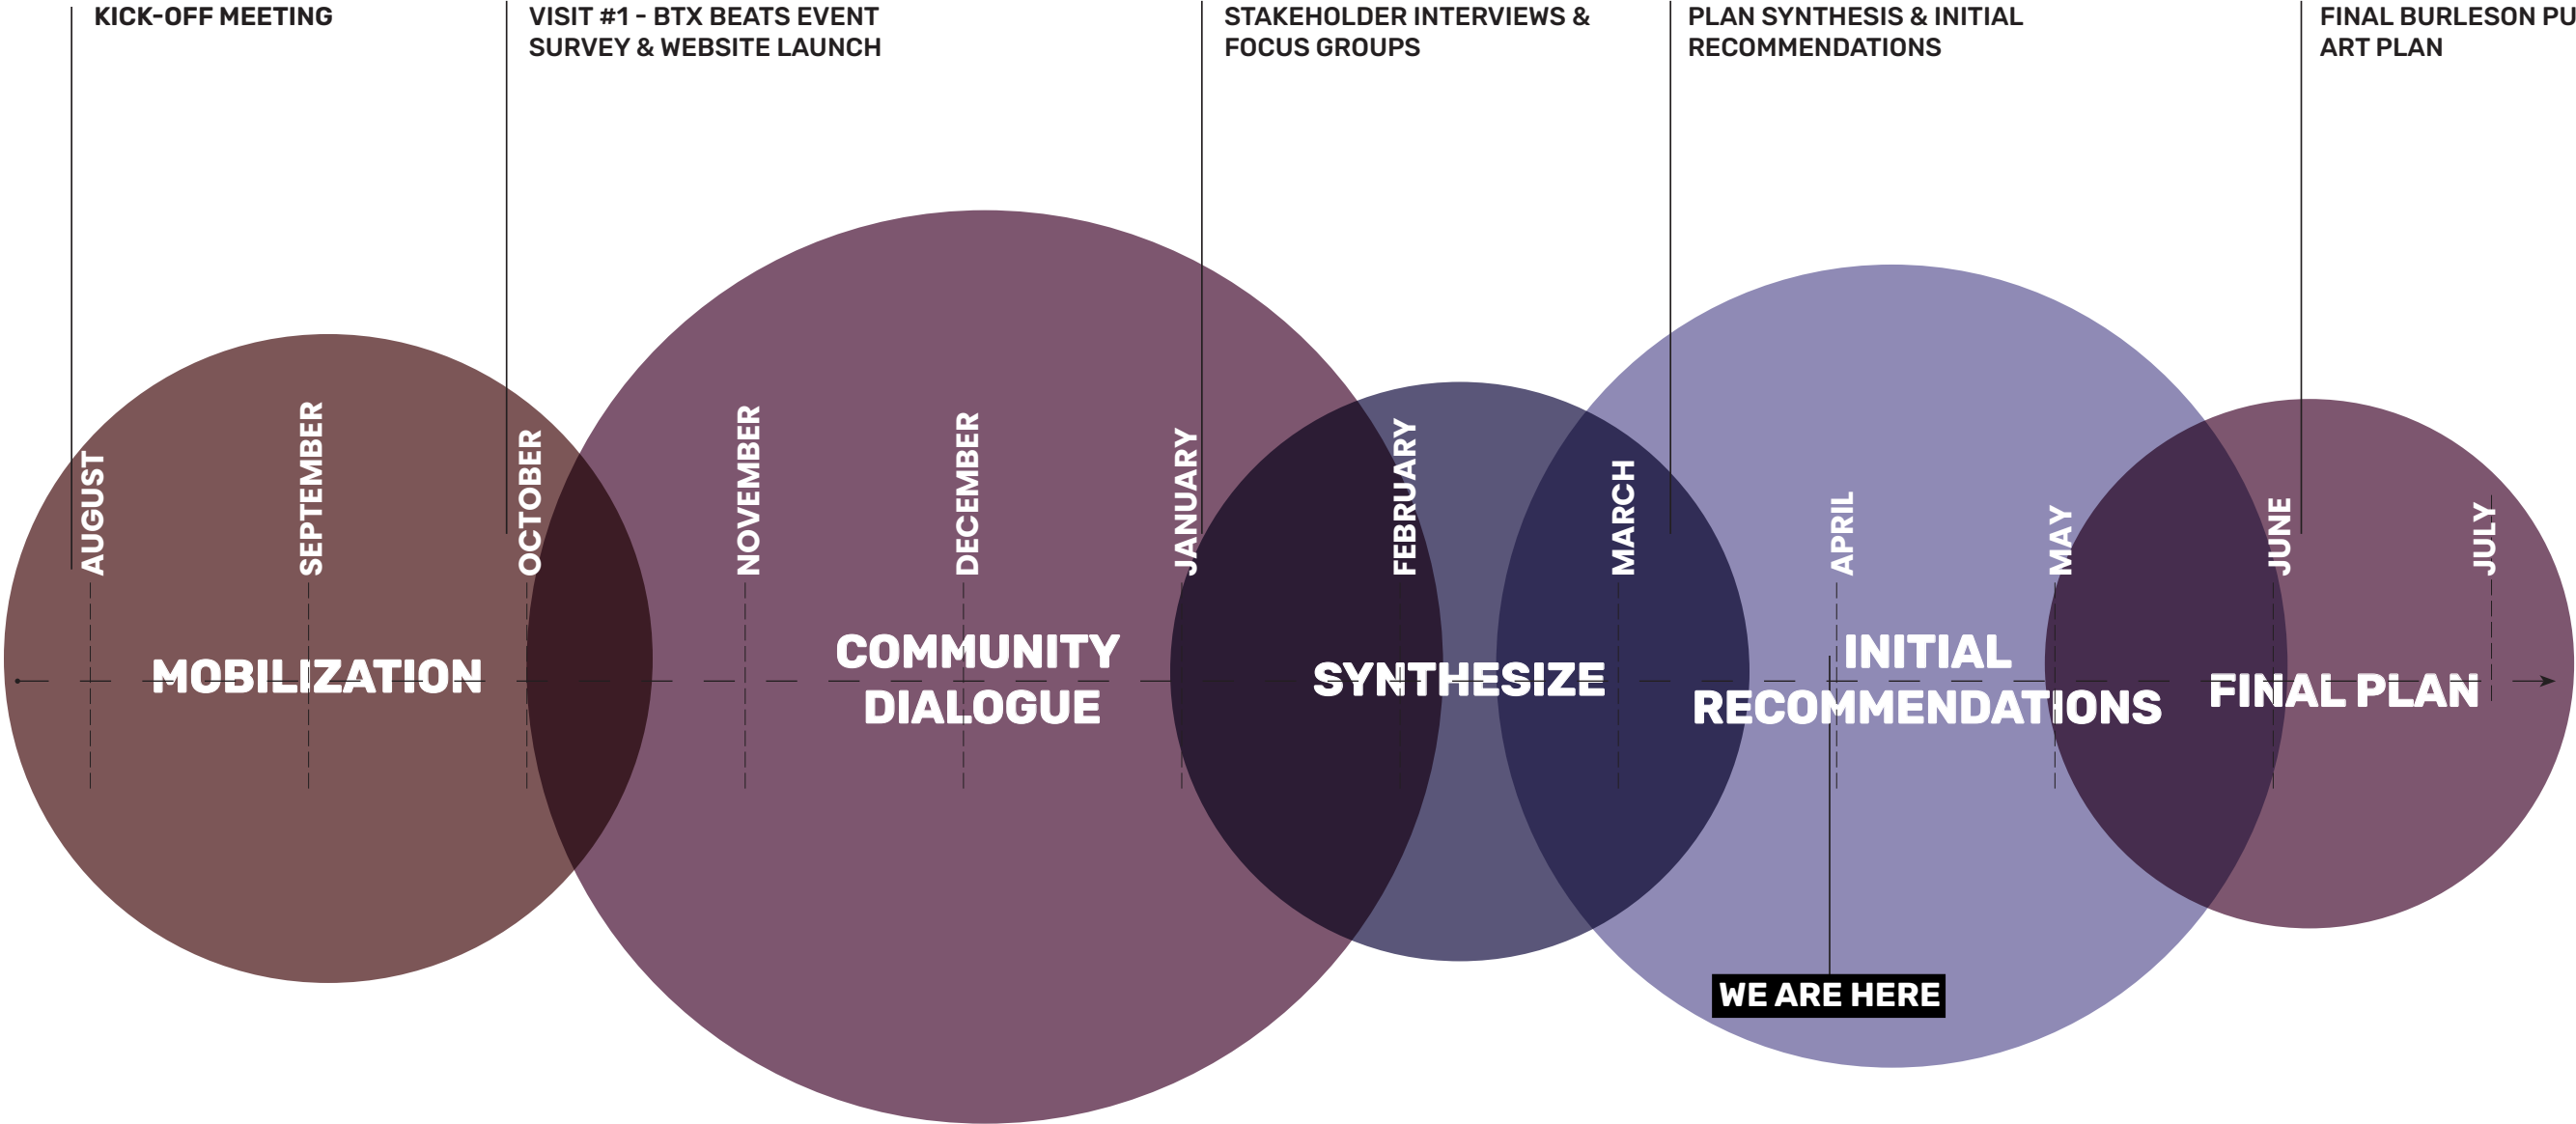 KICK-OFF MEETING
VISIT #1 - BTX BEATS EVENT
SURVEY & WEBSITE LAUNCH
STAKEHOLDER INTERVIEWS &
FOCUS GROUPS
PLAN SYNTHESIS & INITIAL
RECOMMENDATIONS
FINAL BURLESON PU
ART PLAN
AUGUST
SEPTEMBER
OCTOBER
NOVEMBER
DECEMBER
JANUARY
FEBRUARY
MARCH
APRIL
MAY
JUNE
JULY
MOBILIZATION
COMMUNITY
DIALOGUE
SYNTHESIZE
INITIAL
RECOMMENDATIONS
FINAL PLAN
WE ARE HERE